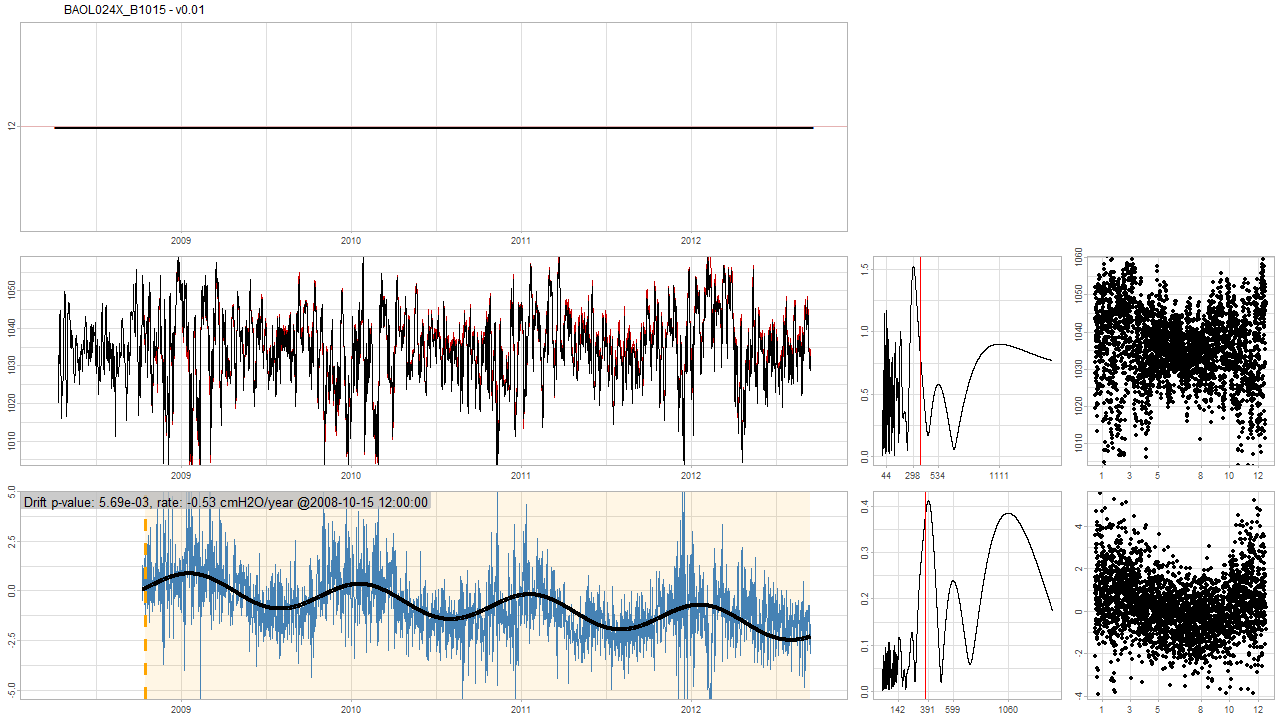 BAOL024X_B1015 - v0.01
12
2009 2010 2011 2012
1010 1020 1030 1040 1050
2009 2010 2011 2012
0.0 0.5 1.0 1.5
44 298 534 1111
1010 1020 1030 1040 1050 1060
1 3 5 8 10 12
Drift p-value: 5.69e-03, rate: -0.53 cmH2O/year @2008-10-15 12:00:00
-5.0 -2.5 0.0 2.5 5.0
2009 2010 2011 2012
0.0 0.1 0.2 0.3 0.4
142 391 599 1060
-4 -2 0 2 4
1 3 5 8 10 12